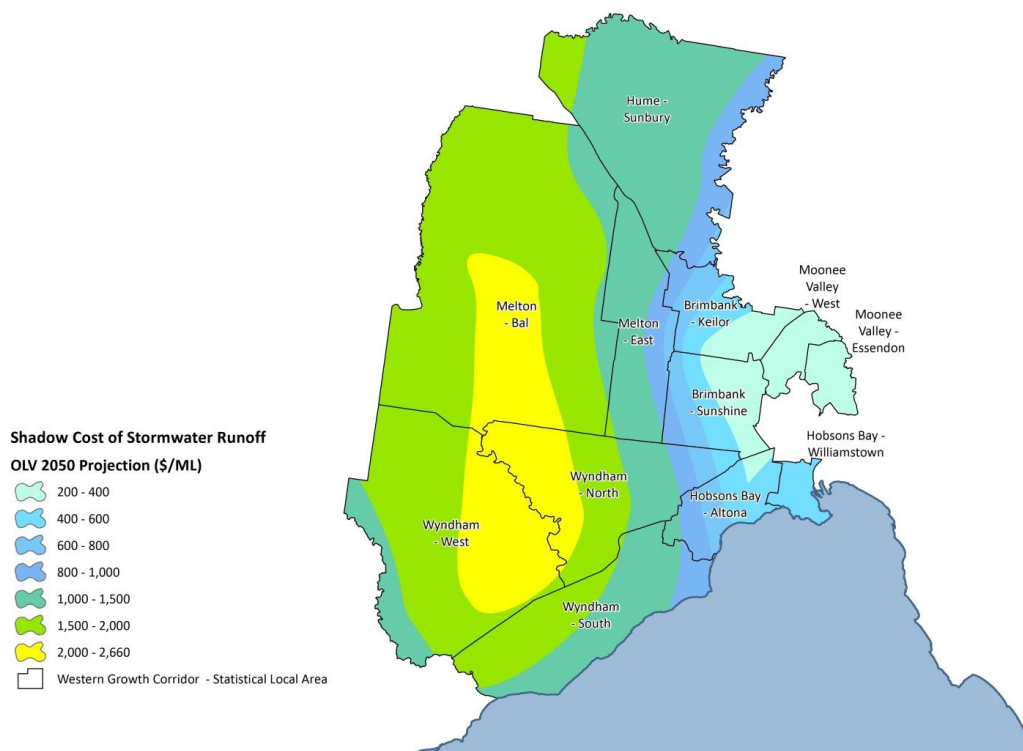 Hume -
Sunbury
Moonee
Valley
- West
Moonee
Valley -
Essendon
Melton
- Bal
Melton
- East
Brimbank
- Keilor
Brimbank
- Sunshine
Hobsons Bay -
Williamstown
Wyndham
- North
Hobsons Bay
- Altona
Wyndham
- West
Wyndham
- South
Shadow Cost of Stormwater Runoff
OLV 2050 Projection ($/ML)
200 - 400
400 - 600
600 - 800
800 - 1,000
1,000 - 1,500
1,500 - 2,000
2,000 - 2,660
Western Growth Corridor - Statistical Local Area